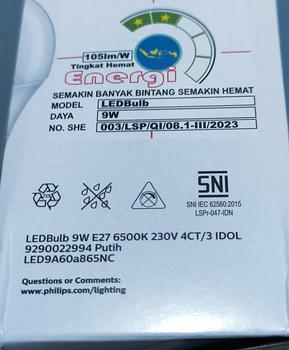 105lm/W
Tingkat Hemat
Energi
SEMAKIN BANYAK BINTANG SEMAKIN HEMAT
MODEL LEDBulb
DAYA 9W
NO. SHE 003/LSP/QI/08.1-III/2023
SNI
SNI IEC 62560:2015
LSPr-047-IDN
LEDBulb 9W E27 6500K 230V 4CT/3 IDOL
9290022994 Putih
LED9A60a865NC
Questions or Comments:
www.philips.com/lighting